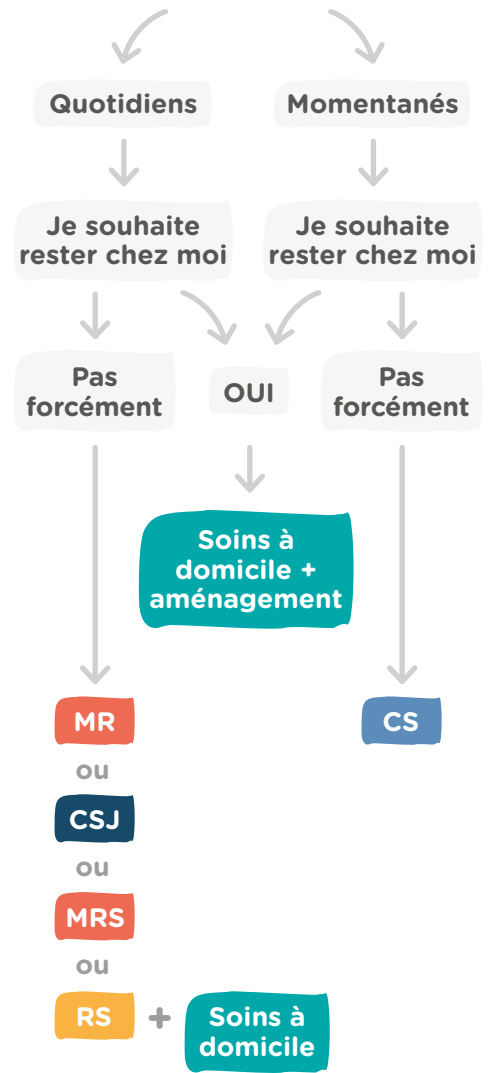 Quotidiens
Momentanés
Je souhaite
rester chez moi
Je souhaite
rester chez moi
Pas
forcément
OUI
Pas
forcément
Soins à
domicile +
aménagement
MR
CS
ou
CSJ
ou
MRS
ou
RS + Soins à
domicile